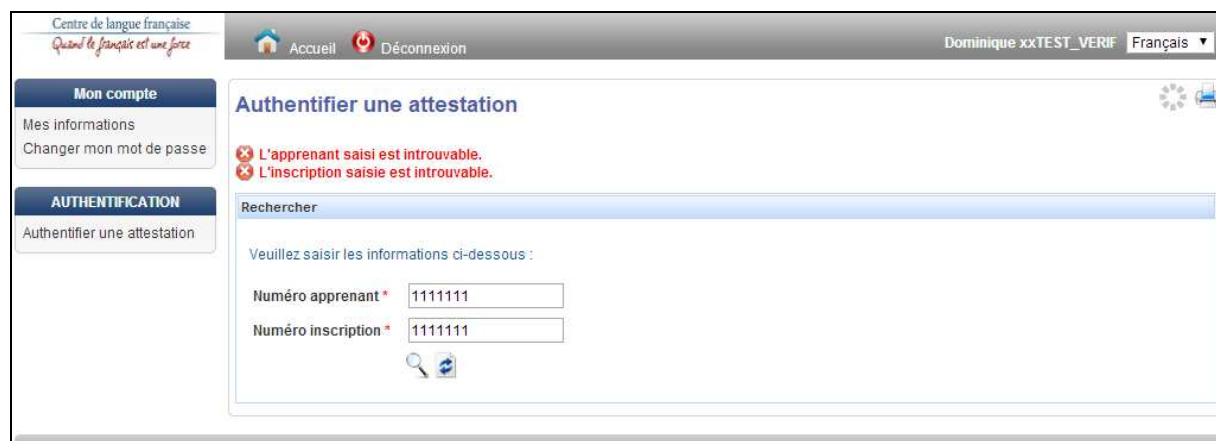 Centre de langue française
Quand le français est une force
Accueil Déconnexion
Dominique xxTEST_VERIF Français
Mon compte
Mes informations
Changer mon mot de passe
AUTHENTIFICATION
Authentifier une attestation
Authentifier une attestation
L'apprenant saisi est introuvable.
L'inscription saisie est introuvable.
Rechercher
Veuillez saisir les informations ci-dessous :
Numéro apprenant * 1111111
Numéro inscription * 1111111